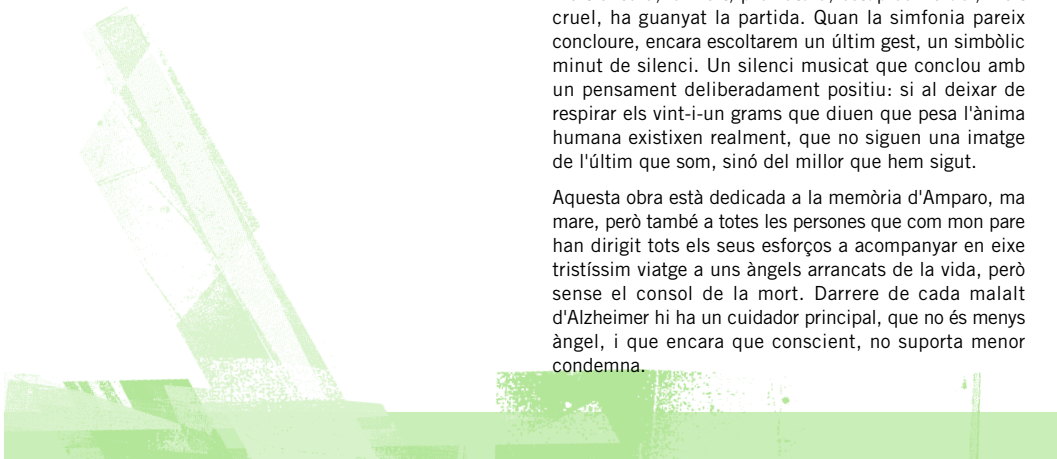 cruel, ha guanyat la partida. Quan la simfonia pareix
concloure, encara escoltarem un últim gest, un simbòlic
minut de silenci. Un silenci musicat que conclou amb
un pensament deliberadament positiu: si al deixar de
respirar els vint-i-un grams que diuen que pesa l'ànima
humana existixen realment, que no siguen una imatge
de l'últim que som, sinó del millor que hem sigut.
Aquesta obra està dedicada a la memòria d'Amparo, ma
mare, però també a totes les persones que com mon pare
han dirigit tots els seus esforços a acompanyar en eixe
tristíssim viatge a uns àngels arrancats de la vida, però
sense el consol de la mort. Darrere de cada malalt
d'Alzheimer hi ha un cuidador principal, que no és menys
àngel, i que encara que conscient, no suporta menor
condemna.